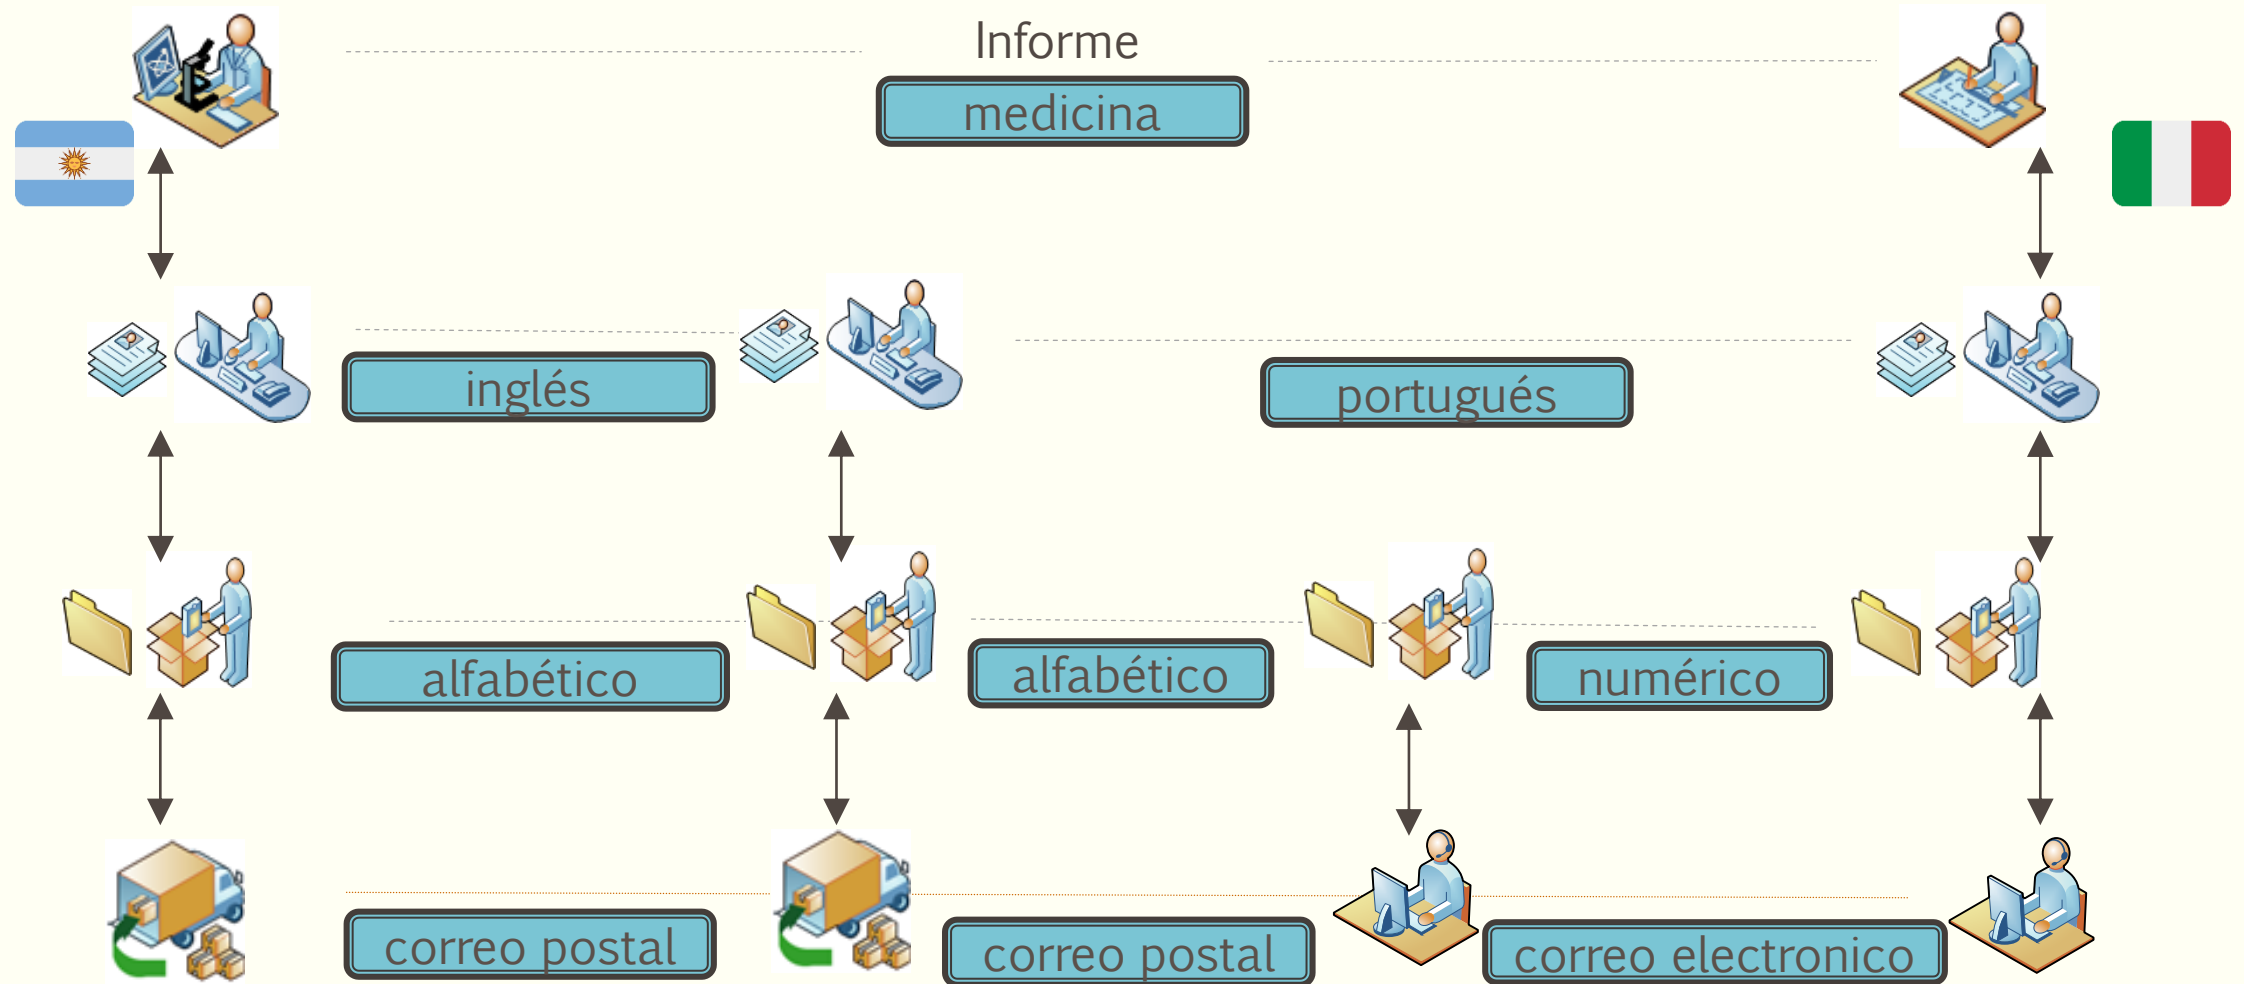 Informe
medicina
inglés
portugués
alfabético
alfabético
numérico
correo postal
correo postal
correo electronico